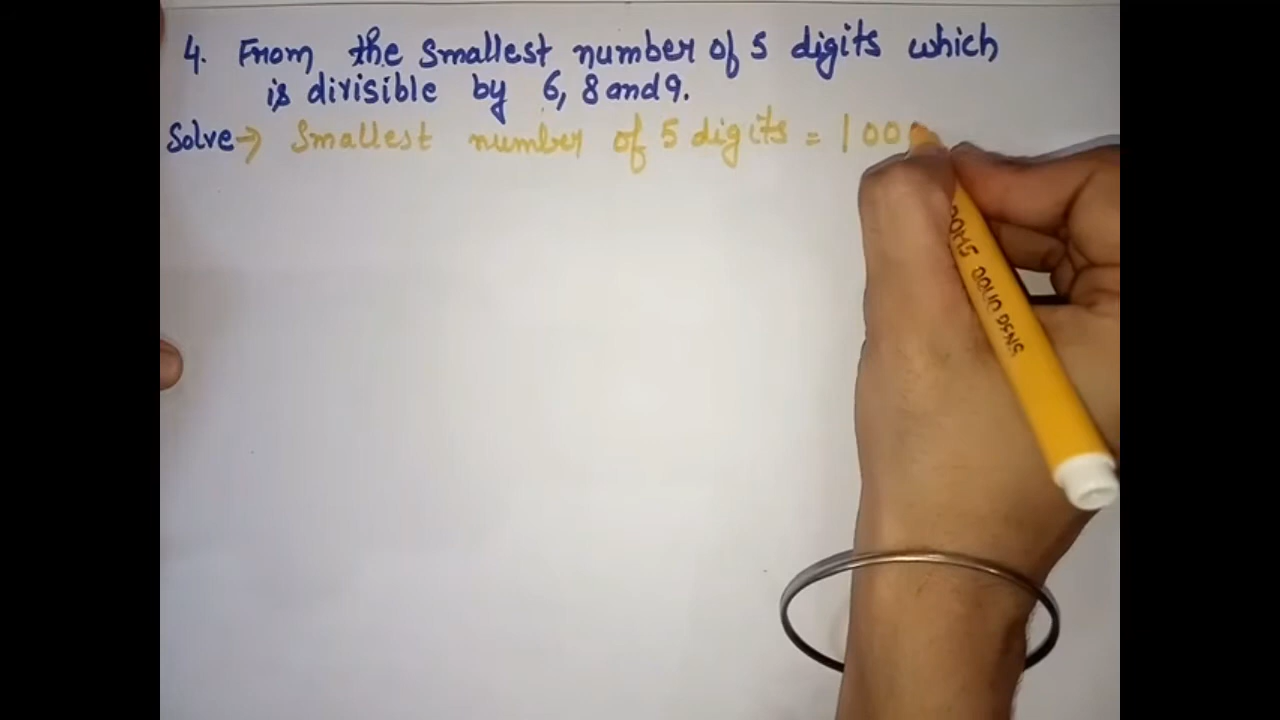 4. From the smallest number of 5 digits which
is divisible by 6, 8 and 9.
Solve→ Smallest number of 5 digits = 1000